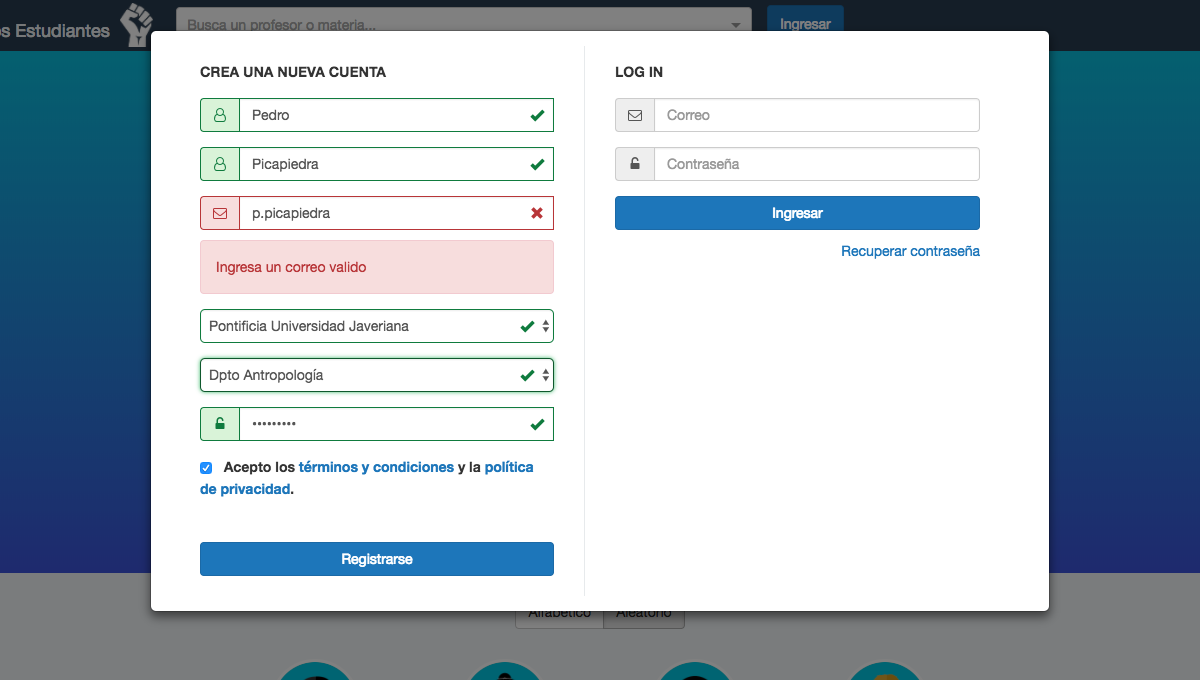 s Estudiantes
Busca un profesor o materia...
Ingresar
CREA UNA NUEVA CUENTA
Pedro
Picapiedra
p.picapiedra
Ingresa un correo valido
Pontificia Universidad Javeriana
Dpto Antropología
•••••••••
Acepto los términos y condiciones y la política
de privacidad.
Registrarse
LOG IN
Correo
Contraseña
Ingresar
Recuperar contraseña
Alfabético
Aleatorio